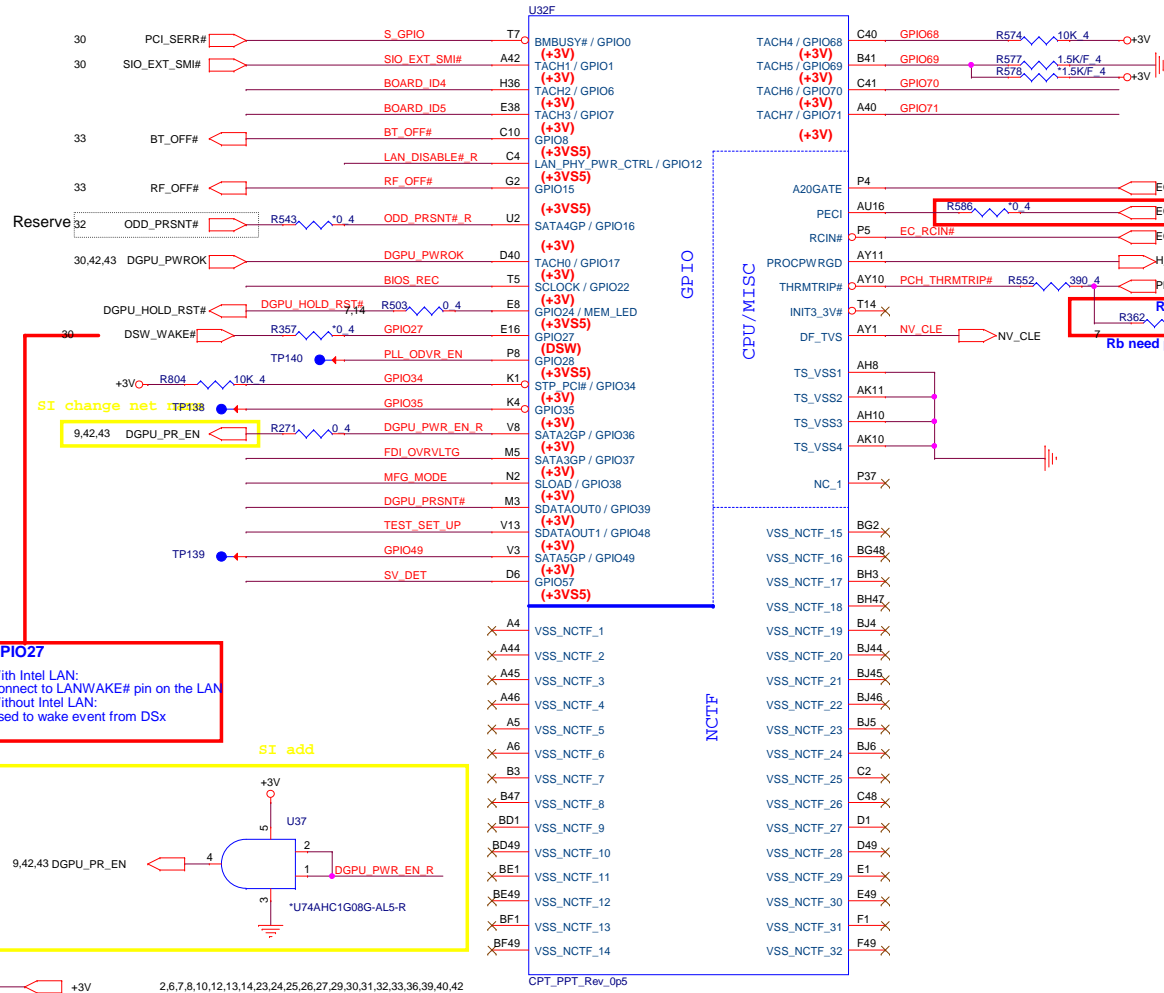 U32F
30 PCI_SERR# S_GPIO T7 BMBUSY# / GPIO0
(+3V)
30 SIO_EXT_SMI# SIO_EXT_SMI# A42 TACH1 / GPIO1
(+3V)
BOARD_ID4 H36 TACH2 / GPIO6
(+3V)
BOARD_ID5 E38 TACH3 / GPIO7
(+3V)
33 BT_OFF# BT_OFF# C10 GPIO8
(+3VS5)
LAN_DISABLE#_R C4 LAN_PHY_PWR_CTRL / GPIO12
(+3VS5)
33 RF_OFF# RF_OFF# G2 GPIO15
(+3VS5)
Reserve 32 ODD_PRSNT# R543 *0_4 ODD_PRSNT#_R U2 SATA4GP / GPIO16
(+3V)
30,42,43 DGPU_PWROK DGPU_PWROK D40 TACH0 / GPIO17
(+3V)
BIOS_REC T5 SCLOCK / GPIO22
(+3V)
DGPU_HOLD_RST# DGPU_HOLD_RST# 7,14 R503 0_4 E8 GPIO24 / MEM_LED
(+3VS5)
30 DSW_WAKE# R357 *0_4 GPIO27 E16 GPIO27
(DSW)
TP140 PLL_ODVR_EN P8 GPIO28
(+3VS5)
+3V R804 10K_4 GPIO34 K1 STP_PCI# / GPIO34
(+3V)
SI change net
TP138 GPIO35 K4 GPIO35
(+3V)
9,42,43 DGPU_PR_EN R271 0_4 DGPU_PWR_EN_R V8 SATA2GP / GPIO36
(+3V)
FDI_OVRVLTG M5 SATA3GP / GPIO37
(+3V)
MFG_MODE N2 SLOAD / GPIO38
(+3V)
DGPU_PRSNT# M3 SDATAOUT0 / GPIO39
(+3V)
TEST_SET_UP V13 SDATAOUT1 / GPIO48
(+3V)
TP139 GPIO49 V3 SATA5GP / GPIO49
(+3V)
SV_DET D6 GPIO57
(+3VS5)
TACH4 / GPIO68 C40 GPIO68 R574 10K_4 +3V
(+3V)
TACH5 / GPIO69 B41 GPIO69 R577 1.5K/F_4
R578 *1.5K/F_4 +3V
(+3V)
TACH6 / GPIO70 C41 GPIO70
(+3V)
TACH7 / GPIO71 A40 GPIO71
(+3V)
GPIO
CPU/MISC
A20GATE P4 E
PECI AU16 R586 *0_4 E
RCIN# P5 EC_RCIN# E
PROCPWRGD AY11 H
THRMTRIP# AY10 PCH_THRMTRIP# R552 390_4 P
INIT3_3V# T14
R
R362
7
Rb need
DF_TVS AY1 NV_CLE NV_CLE
TS_VSS1 AH8
TS_VSS2 AK11
TS_VSS3 AH10
TS_VSS4 AK10
NC_1 P37
NCTF
VSS_NCTF_15 BG2
VSS_NCTF_16 BG48
VSS_NCTF_17 BH3
VSS_NCTF_18 BH47
A4 VSS_NCTF_1 VSS_NCTF_19 BJ4
A44 VSS_NCTF_2 VSS_NCTF_20 BJ44
A45 VSS_NCTF_3 VSS_NCTF_21 BJ45
A46 VSS_NCTF_4 VSS_NCTF_22 BJ46
A5 VSS_NCTF_5 VSS_NCTF_23 BJ5
A6 VSS_NCTF_6 VSS_NCTF_24 BJ6
B3 VSS_NCTF_7 VSS_NCTF_25 C2
B47 VSS_NCTF_8 VSS_NCTF_26 C48
BD1 VSS_NCTF_9 VSS_NCTF_27 D1
BD49 VSS_NCTF_10 VSS_NCTF_28 D49
BE1 VSS_NCTF_11 VSS_NCTF_29 E1
BE49 VSS_NCTF_12 VSS_NCTF_30 E49
BF1 VSS_NCTF_13 VSS_NCTF_31 F1
BF49 VSS_NCTF_14 VSS_NCTF_32 F49
CPT_PPT_Rev_0p5
PIO27
ith Intel LAN:
onnect to LANWAKE# pin on the LAN
ithout Intel LAN:
sed to wake event from DSx
SI add
+3V
5
U37
2
9,42,43 DGPU_PR_EN 4 1 DGPU_PWR_EN_R
3
*U74AHC1G08G-AL5-R
+3V 2,6,7,8,10,12,13,14,23,24,25,26,27,29,30,31,32,33,36,39,40,42